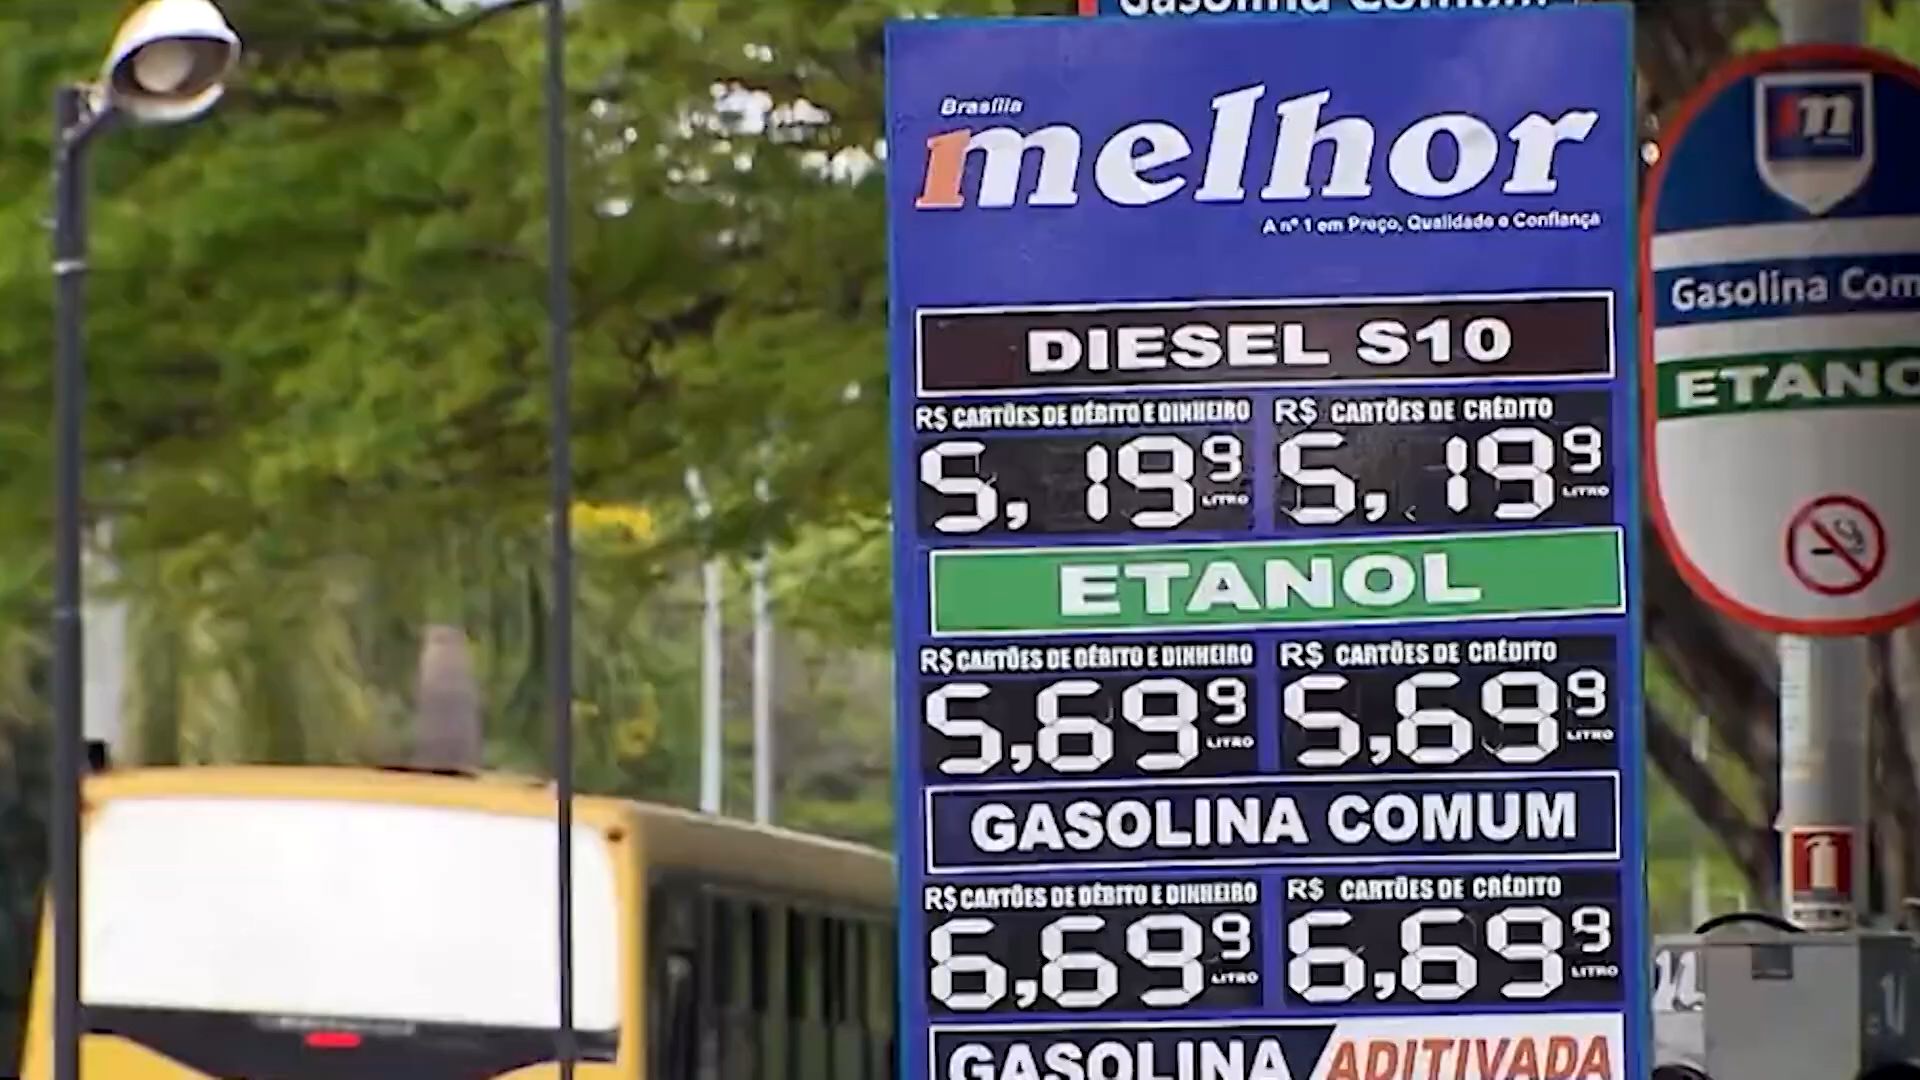 Gasolina Comum
Brasília
melhor
A nº 1 em Preço, Qualidade e Confiança
DIESEL S10
R$ CARTÕES DE DÉBITO E DINHEIRO
R$ CARTÕES DE CRÉDITO
5,199
LITRO
5,199
LITRO
ETANOL
R$ CARTÕES DE DÉBITO E DINHEIRO
R$ CARTÕES DE CRÉDITO
5,699
LITRO
5,699
LITRO
GASOLINA COMUM
R$ CARTÕES DE DÉBITO E DINHEIRO
R$ CARTÕES DE CRÉDITO
6,699
LITRO
6,699
LITRO
GASOLINA ADITIVADA
m
Gasolina Com
ETANO